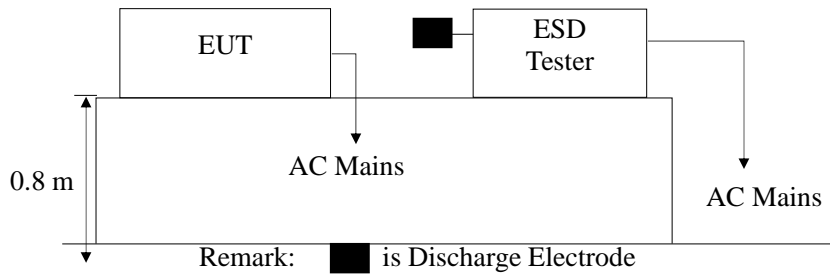 EUT
ESD
Tester
AC Mains
0.8 m
AC Mains
Remark: is Discharge Electrode